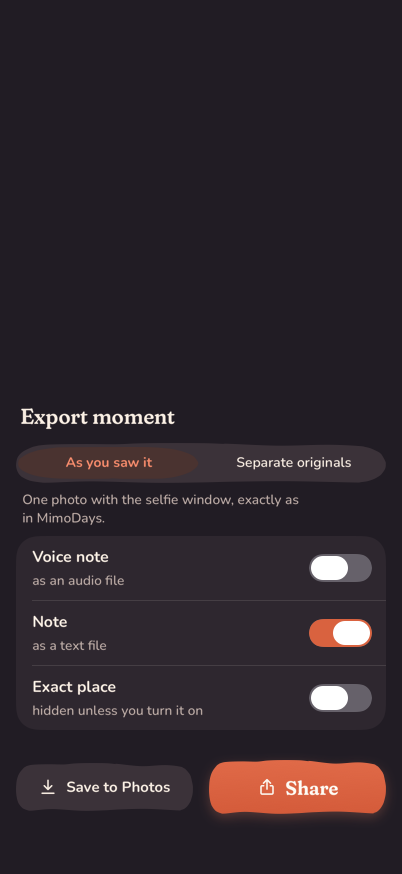 Export moment
As you saw it
Separate originals
One photo with the selfie window, exactly as
in MimoDays.
Voice note
as an audio file
Note
as a text file
Exact place
hidden unless you turn it on
Save to Photos
Share